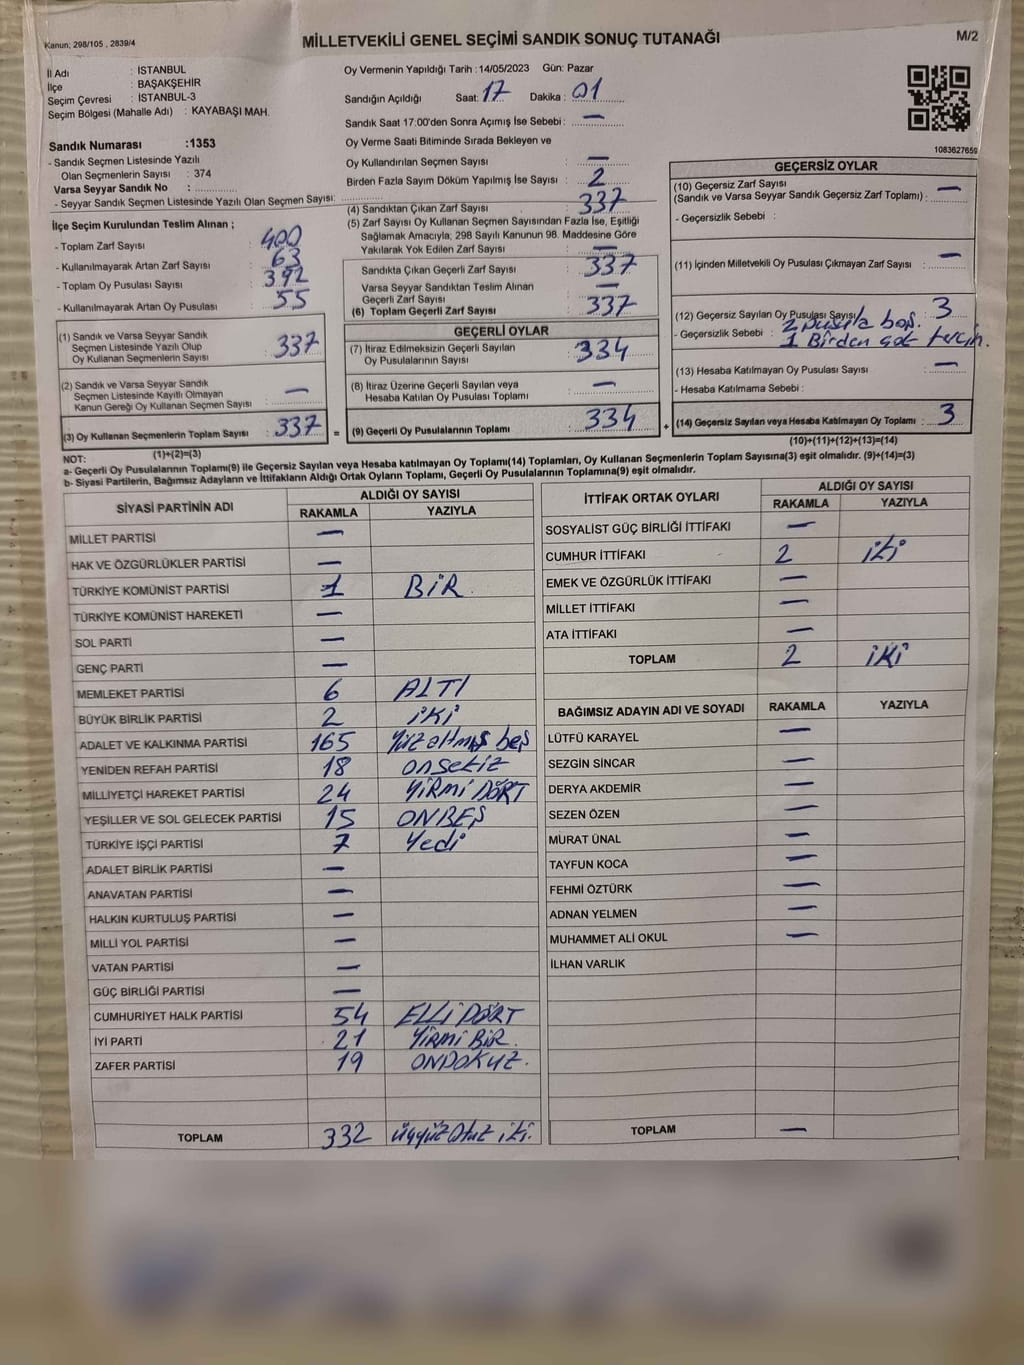 Kanun; 298/105 , 2839/4
MİLLETVEKİLİ GENEL SEÇİMİ SANDIK SONUÇ TUTANAĞI
M/2
İl Adı : İSTANBUL
İlçe : BAŞAKŞEHİR
Seçim Çevresi : İSTANBUL-3
Seçim Bölgesi (Mahalle Adı) : KAYABAŞI MAH.
Sandık Numarası :1353
- Sandık Seçmen Listesinde Yazılı
Olan Seçmenlerin Sayısı : 374
Varsa Seyyar Sandık No :
- Seyyar Sandık Seçmen Listesinde Yazılı Olan Seçmen Sayısı:
Oy Vermenin Yapıldığı Tarih :14/05/2023 Gün: Pazar
Sandığın Açıldığı Saat: 17 Dakika : 01
Sandık Saat 17:00'den Sonra Açımış İse Sebebi : —
Oy Verme Saati Bitiminde Sırada Bekleyen ve
Oy Kullandırılan Seçmen Sayısı : —
Birden Fazla Sayım Döküm Yapılmış İse Sayısı : 2
1083627659
İlçe Seçim Kurulundan Teslim Alınan ;
- Toplam Zarf Sayısı : 400
- Kullanılmayarak Artan Zarf Sayısı : 63
- Toplam Oy Pusulası Sayısı : 392
- Kullanılmayarak Artan Oy Pusulası : 55
(1) Sandık ve Varsa Seyyar Sandık
Seçmen Listesinde Yazılı Olup
Oy Kullanan Seçmenlerin Sayısı : 337
(2) Sandık ve Varsa Seyyar Sandık
Seçmen Listesinde Kayıtlı Olmayan
Kanun Gereği Oy Kullanan Seçmen Sayısı : —
(3) Oy Kullanan Seçmenlerin Toplam Sayısı : 337
(1)+(2)=(3)
(4) Sandıktan Çıkan Zarf Sayısı : 337
(5) Zarf Sayısı Oy Kullanan Seçmen Sayısından Fazla İse, Eşitliği
Sağlamak Amacıyla, 298 Sayılı Kanunun 98. Maddesine Göre
Yakılarak Yok Edilen Zarf Sayısı : —
Sandıkta Çıkan Geçerli Zarf Sayısı : 337
Varsa Seyyar Sandıktan Teslim Alınan
Geçerli Zarf Sayısı : —
(6) Toplam Geçerli Zarf Sayısı : 337
GEÇERLİ OYLAR
(7) İtiraz Edilmeksizin Geçerli Sayılan
Oy Pusulalarının Sayısı : 334
(8) İtiraz Üzerine Geçerli Sayılan veya
Hesaba Katılan Oy Pusulası Toplamı : —
= (9) Geçerli Oy Pusulalarının Toplamı : 334 +
GEÇERSİZ OYLAR
(10) Geçersiz Zarf Sayısı
(Sandık ve Varsa Seyyar Sandık Geçersiz Zarf Toplamı) : —
- Geçersizlik Sebebi :
(11) İçinden Milletvekili Oy Pusulası Çıkmayan Zarf Sayısı : —
(12) Geçersiz Sayılan Oy Pusulası Sayısı : 3
- Geçersizlik Sebebi : 2 pusula boş.
1 Birden çok tercih.
(13) Hesaba Katılmayan Oy Pusulası Sayısı : —
- Hesaba Katılmama Sebebi :
(14) Geçersiz Sayılan veya Hesaba Katılmayan Oy Toplamı : 3
(10)+(11)+(12)+(13)=(14)
NOT:
a- Geçerli Oy Pusulalarının Toplamı(9) ile Geçersiz Sayılan veya Hesaba katılmayan Oy Toplamı(14) Toplamları, Oy Kullanan Seçmenlerin Toplam Sayısına(3) eşit olmalıdır. (9)+(14)=(3)
b- Siyasi Partilerin, Bağımsız Adayların ve İttifakların Aldığı Oy Sayıları Toplamı, Geçerli Oy Pusulalarının Toplamına(9) eşit olmalıdır.
SİYASİ PARTİNİN ADI ALDIĞI OY SAYISI
RAKAMLA YAZIYLA
MİLLET PARTİSİ —
HAK VE ÖZGÜRLÜKLER PARTİSİ —
TÜRKİYE KOMÜNİST PARTİSİ 1 BİR
TÜRKİYE KOMÜNİST HAREKETİ —
SOL PARTİ —
GENÇ PARTİ —
MEMLEKET PARTİSİ 6 ALTI
BÜYÜK BİRLİK PARTİSİ 2 İKİ
ADALET VE KALKINMA PARTİSİ 165 Yüz altmış beş
YENİDEN REFAH PARTİSİ 18 onsekiz
MİLLİYETÇİ HAREKET PARTİSİ 24 YİRMİ DÖRT
YEŞİLLER VE SOL GELECEK PARTİSİ 15 ONBEŞ
TÜRKİYE İŞÇİ PARTİSİ 7 Yedi
ADALET BİRLİK PARTİSİ —
ANAVATAN PARTİSİ —
HALKIN KURTULUŞ PARTİSİ —
MİLLİ YOL PARTİSİ —
VATAN PARTİSİ —
GÜÇ BİRLİĞİ PARTİSİ —
CUMHURİYET HALK PARTİSİ 54 ELLİ DÖRT
İYİ PARTİ 21 YİRMİ BİR.
ZAFER PARTİSİ 19 ONDOKUZ.
TOPLAM 332 üçyüz otuz iki.
İTTİFAK ORTAK OYLARI ALDIĞI OY SAYISI
RAKAMLA YAZIYLA
SOSYALİST GÜÇ BİRLİĞİ İTTİFAKI —
CUMHUR İTTİFAKI 2 iki
EMEK VE ÖZGÜRLÜK İTTİFAKI —
MİLLET İTTİFAKI —
ATA İTTİFAKI —
TOPLAM 2 İKİ
BAĞIMSIZ ADAYIN ADI VE SOYADI RAKAMLA YAZIYLA
LÜTFÜ KARAYEL —
SEZGİN SİNCAR —
DERYA AKDEMİR —
SEZEN ÖZEN —
MURAT ÜNAL —
TAYFUN KOCA —
FEHMİ ÖZTÜRK —
ADNAN YELMEN —
MUHAMMET ALİ OKUL —
İLHAN VARLIK
TOPLAM —